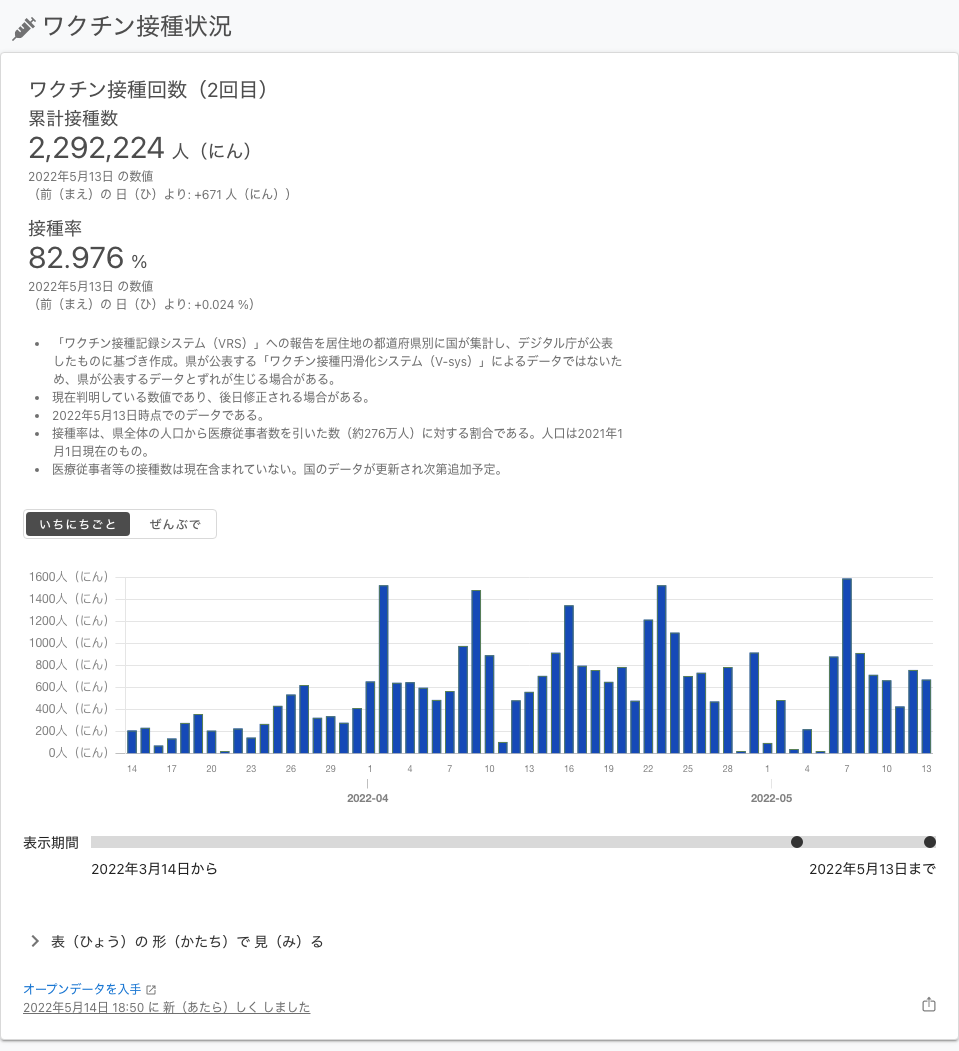 ワクチン接種状況
ワクチン接種回数（2回目）
累計接種数
2,292,224 人（にん）
2022年5月13日 の数値
（前（まえ）の 日（ひ）より: +671 人（にん））
接種率
82.976 %
2022年5月13日 の数値
（前（まえ）の 日（ひ）より: +0.024 %）
• 「ワクチン接種記録システム（VRS）」への報告を居住地の都道府県別に国が集計し、デジタル庁が公表
したものに基づき作成。県が公表する「ワクチン接種円滑化システム（V-sys）」によるデータではないた
め、県が公表するデータとずれが生じる場合がある。
• 現在判明している数値であり、後日修正される場合がある。
• 2022年5月13日時点でのデータである。
• 接種率は、県全体の人口から医療従事者数を引いた数（約276万人）に対する割合である。人口は2021年1
月1日現在のもの。
• 医療従事者等の接種数は現在含まれていない。国のデータが更新され次第追加予定。
いちにちごと ぜんぶで
1600人（にん）
1400人（にん）
1200人（にん）
1000人（にん）
800人（にん）
600人（にん）
400人（にん）
200人（にん）
0人（にん）
14 17 20 23 26 29 1 4 7 10 13 16 19 22 25 28 1 4 7 10 13
2022-04 2022-05
表示期間
2022年3月14日から 2022年5月13日まで
表（ひょう）の 形（かたち）で 見（み）る
オープンデータを入手
2022年5月14日 18:50 に 新（あたら）しく しました